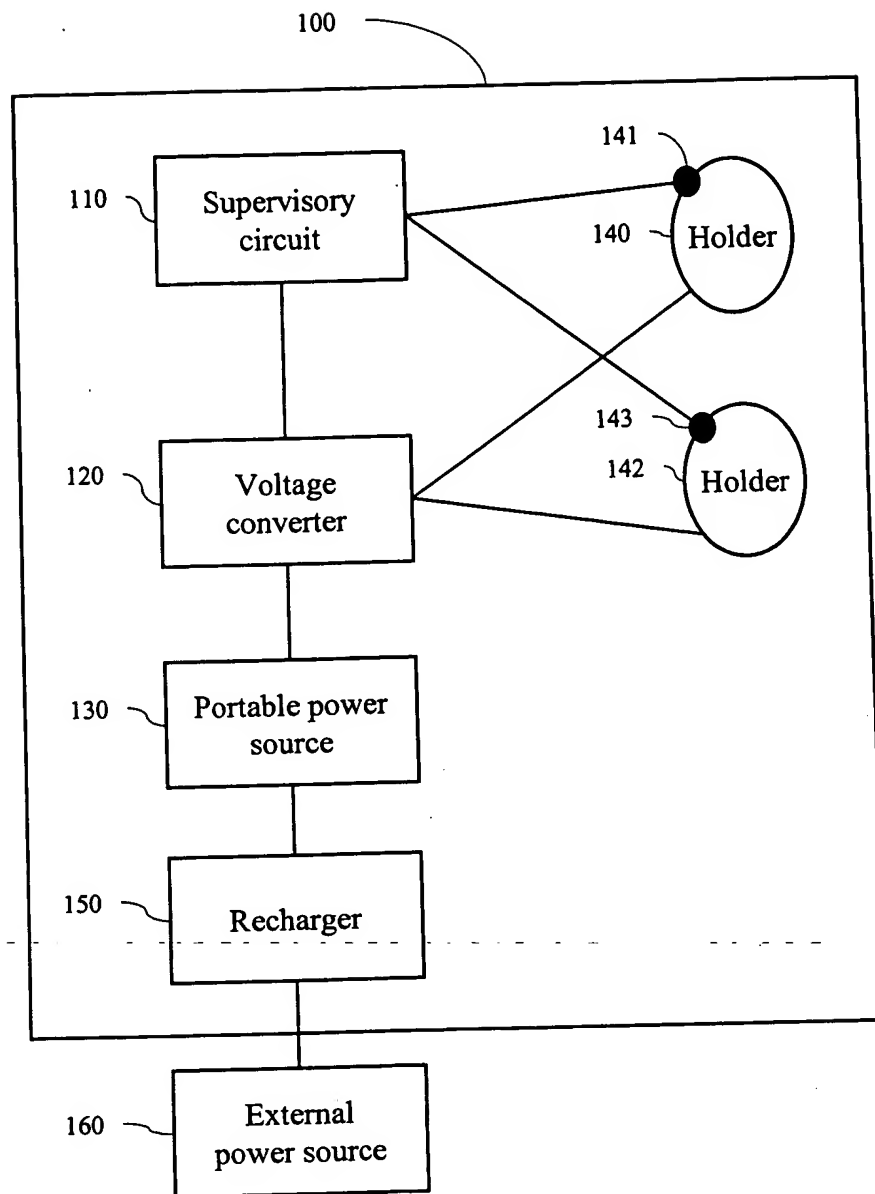 100
141
110
Supervisory
circuit
140
Holder
143
120
Voltage
converter
142
Holder
130
Portable power
source
150
Recharger
160
External
power source